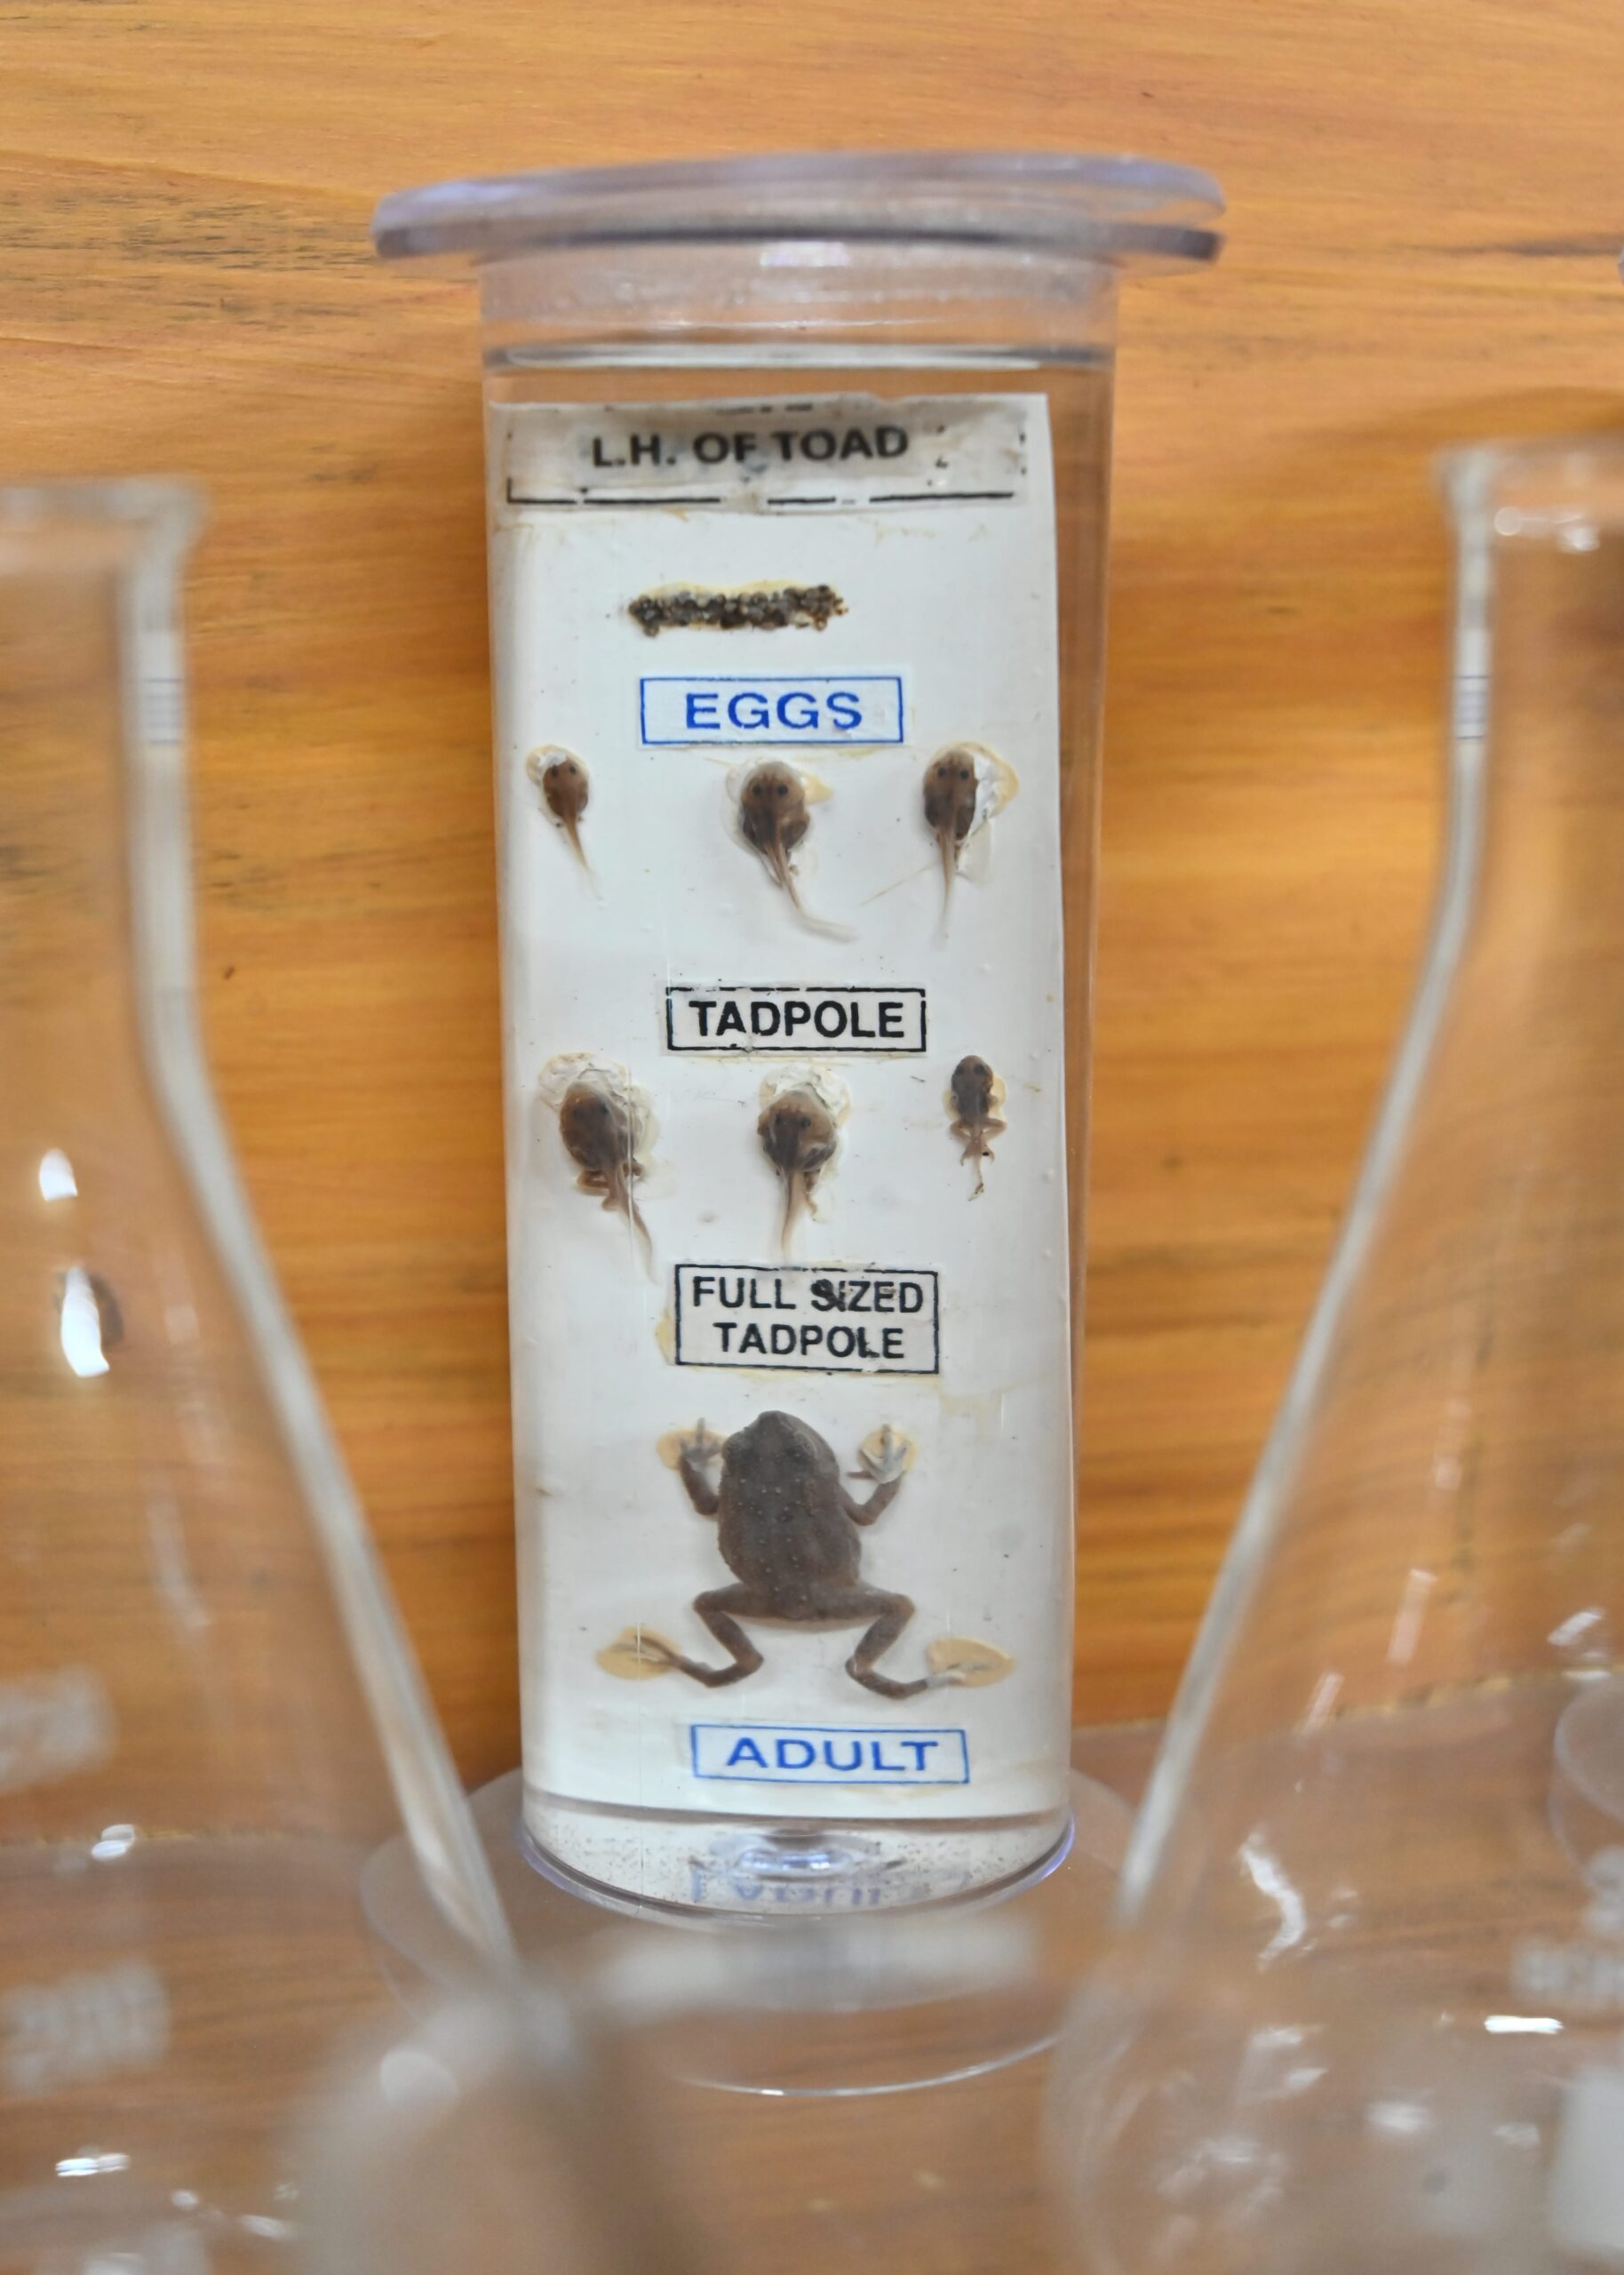 L.H. OF TOAD
EGGS
TADPOLE
FULL SIZED
TADPOLE
ADULT